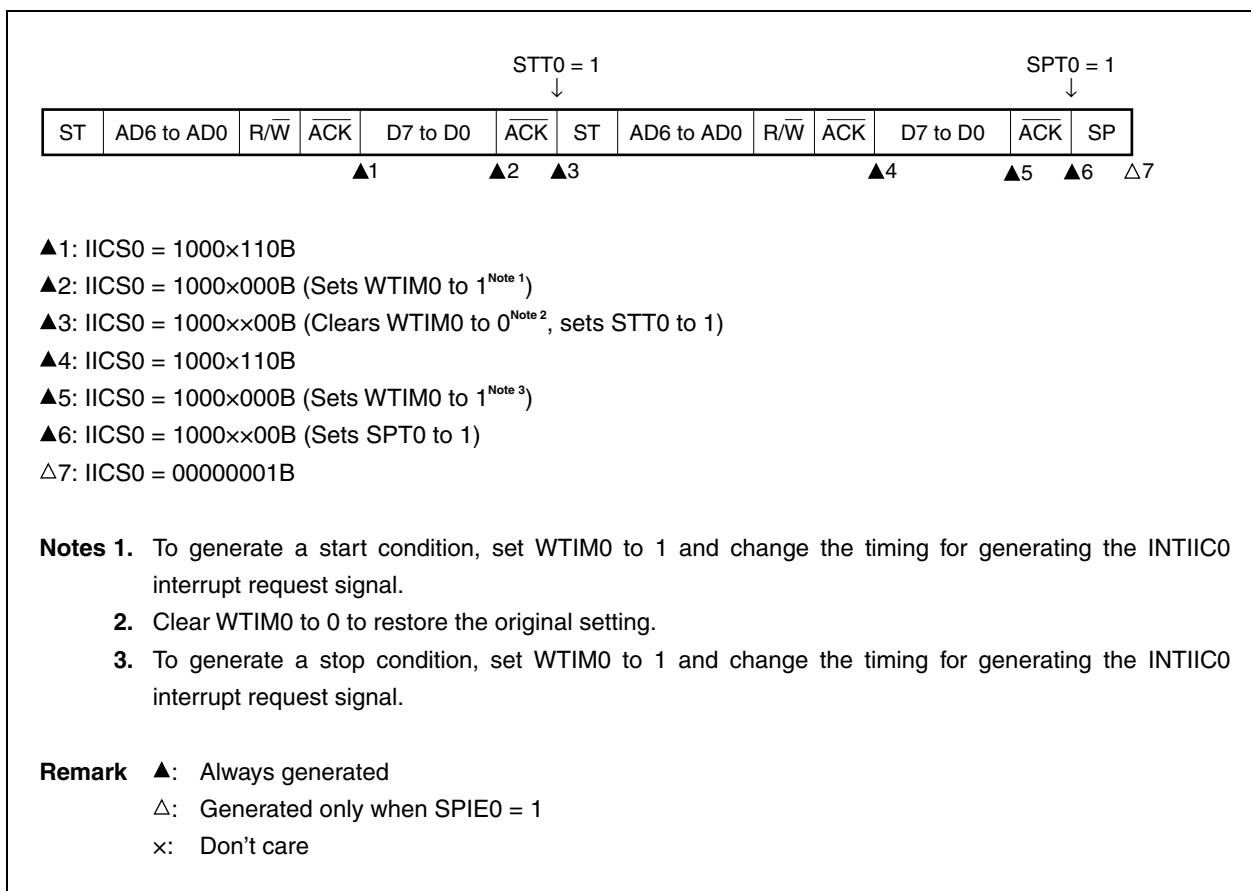 STT0 = 1 SPT0 = 1
↓ ↓
ST AD6 to AD0 R/W̅ A̅C̅K̅ D7 to D0 A̅C̅K̅ ST AD6 to AD0 R/W̅ A̅C̅K̅ D7 to D0 A̅C̅K̅ SP
▲1 ▲2 ▲3 ▲4 ▲5 ▲6 △7
▲1: IICS0 = 1000×110B
▲2: IICS0 = 1000×000B (Sets WTIM0 to 1Note 1)
▲3: IICS0 = 1000××00B (Clears WTIM0 to 0Note 2, sets STT0 to 1)
▲4: IICS0 = 1000×110B
▲5: IICS0 = 1000×000B (Sets WTIM0 to 1Note 3)
▲6: IICS0 = 1000××00B (Sets SPT0 to 1)
△7: IICS0 = 00000001B
Notes 1. To generate a start condition, set WTIM0 to 1 and change the timing for generating the INTIIC0
interrupt request signal.
2. Clear WTIM0 to 0 to restore the original setting.
3. To generate a stop condition, set WTIM0 to 1 and change the timing for generating the INTIIC0
interrupt request signal.
Remark ▲: Always generated
△: Generated only when SPIE0 = 1
×: Don't care